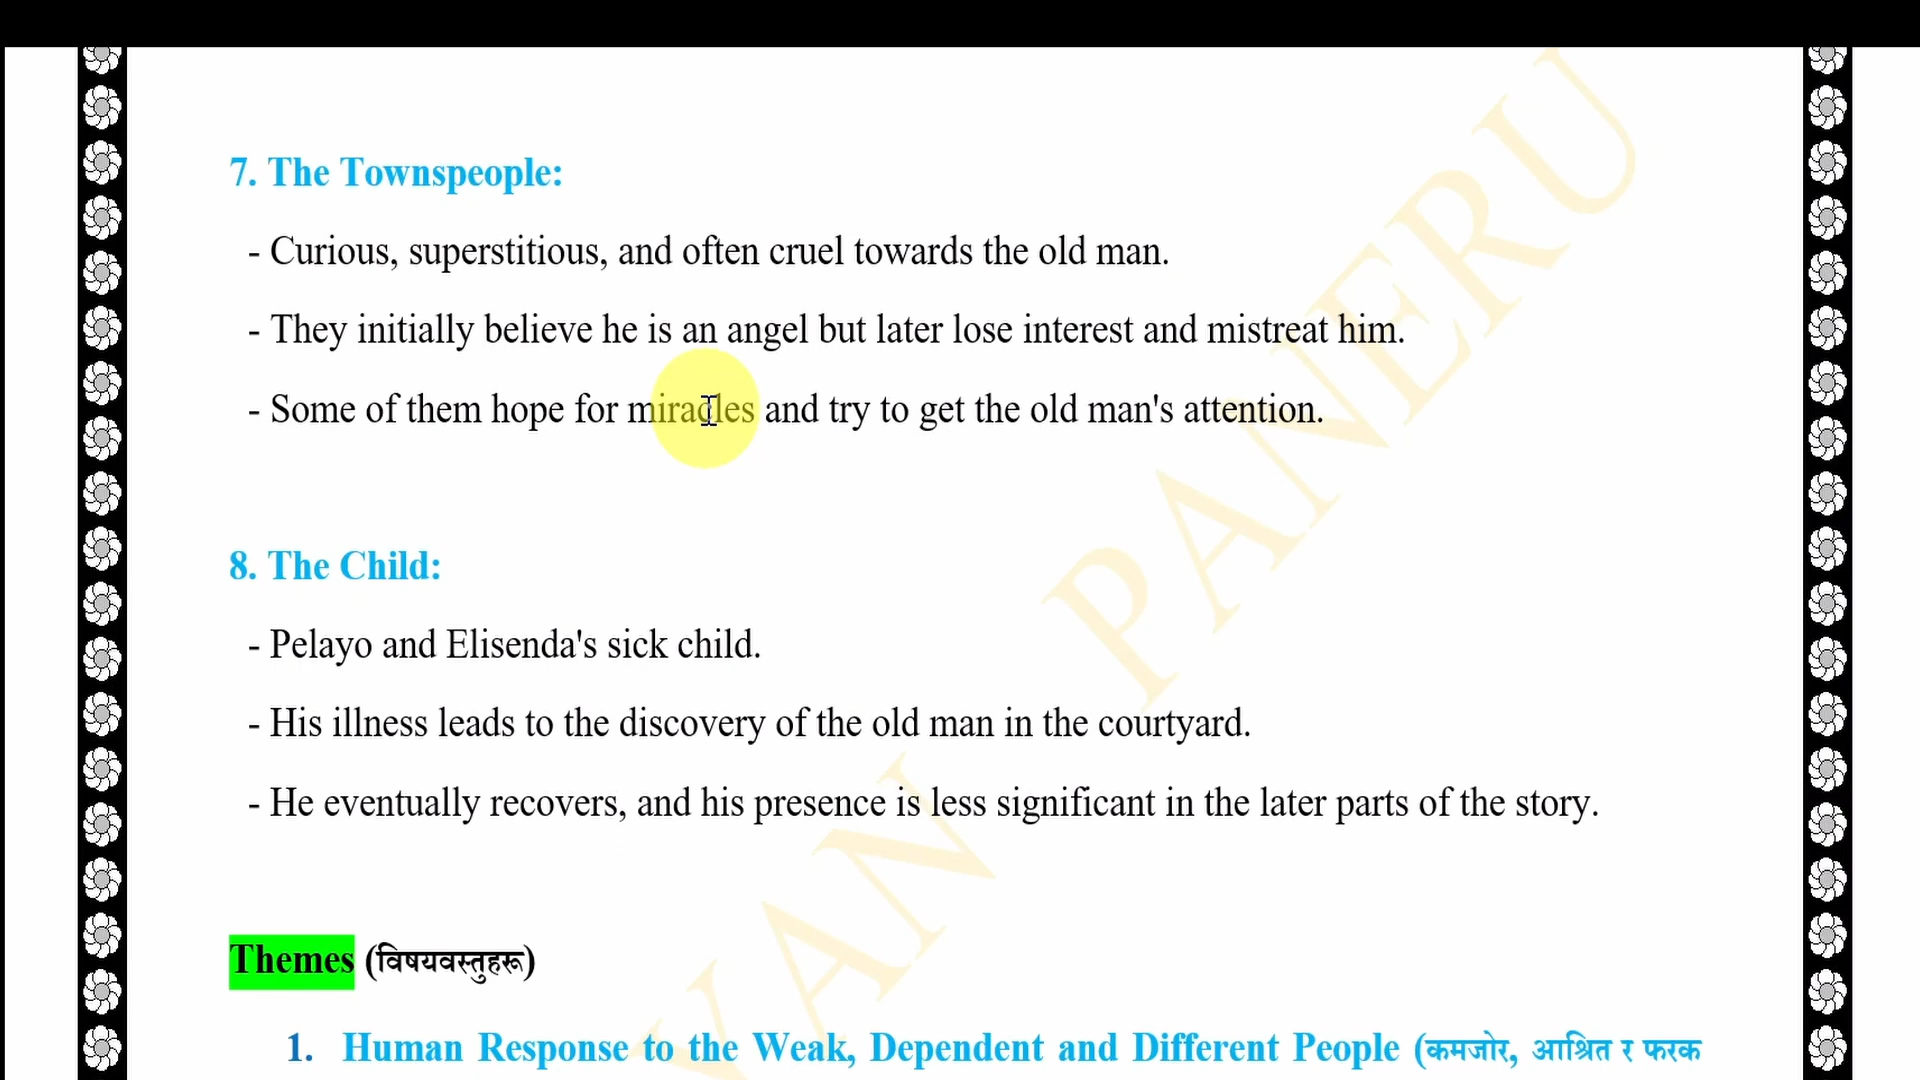 7. The Townspeople:
- Curious, superstitious, and often cruel towards the old man.
- They initially believe he is an angel but later lose interest and mistreat him.
- Some of them hope for miracles and try to get the old man's attention.
8. The Child:
- Pelayo and Elisenda's sick child.
- His illness leads to the discovery of the old man in the courtyard.
- He eventually recovers, and his presence is less significant in the later parts of the story.
Themes (विषयवस्तुहरू)
1. Human Response to the Weak, Dependent and Different People (कमजोर, आश्रित र फरक
YAN PANERU